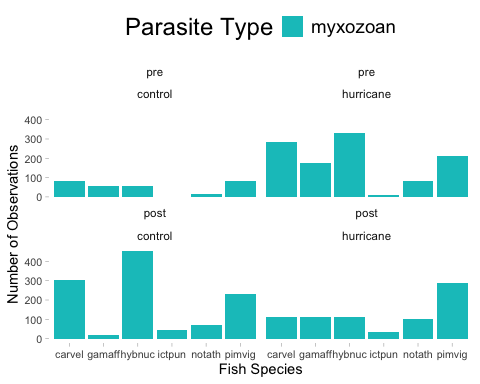 Parasite Type myxozoan
pre pre
control hurricane
400
300
200
100
0
post post
control hurricane
400
300
200
100
0
carvel gamaff hybnuc ictpun notath pimvig carvel gamaff hybnuc ictpun notath pimvig
Fish Species
Number of Observations